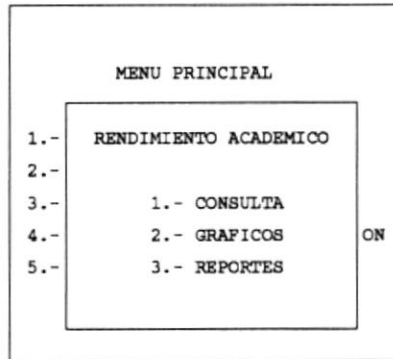 MENU PRINCIPAL
1.- RENDIMIENTO ACADEMICO
2.-
3.- 1.- CONSULTA
4.- 2.- GRAFICOS ON
5.- 3.- REPORTES